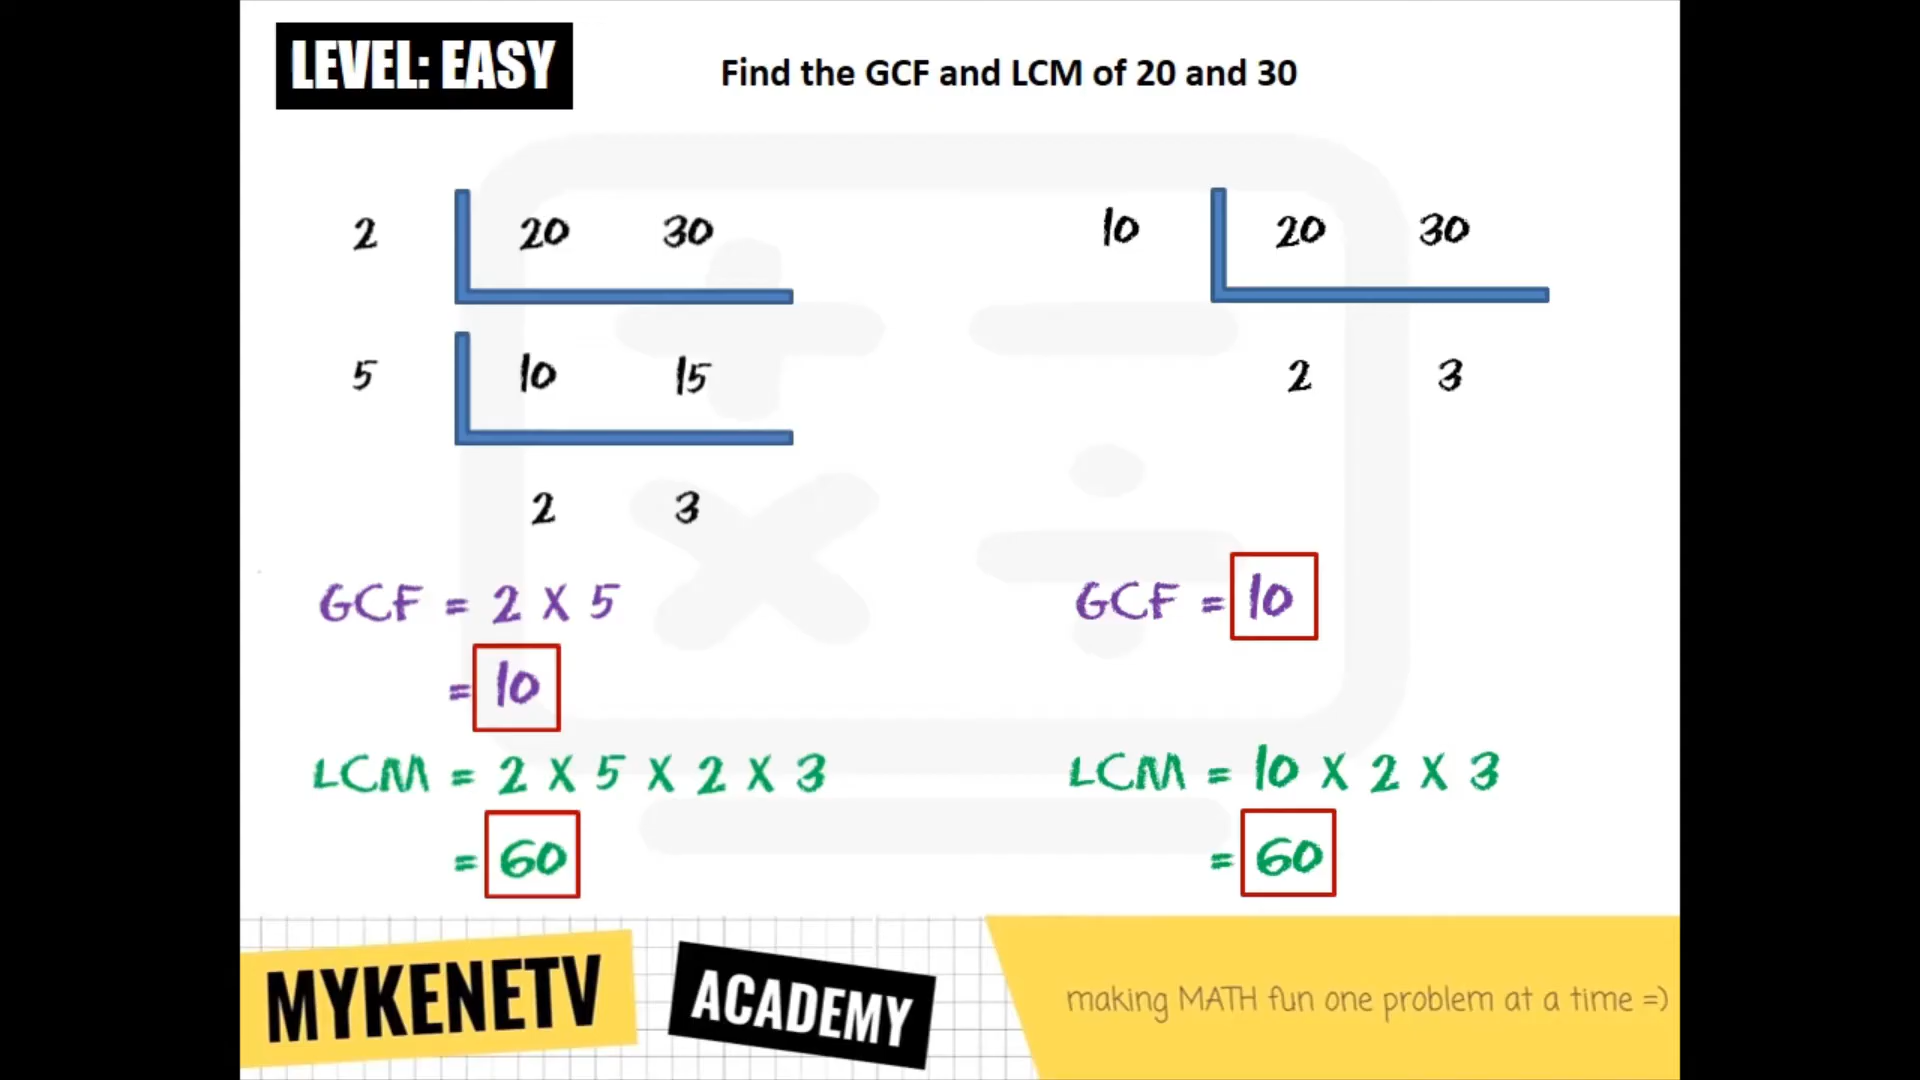 LEVEL: EASY
Find the GCF and LCM of 20 and 30
2 20 30
5 10 15
2 3
GCF = 2 X 5
= 10
LCM = 2 X 5 X 2 X 3
= 60
10 20 30
2 3
GCF = 10
LCM = 10 X 2 X 3
= 60
MYKENETV
ACADEMY
making MATH fun one problem at a time =)